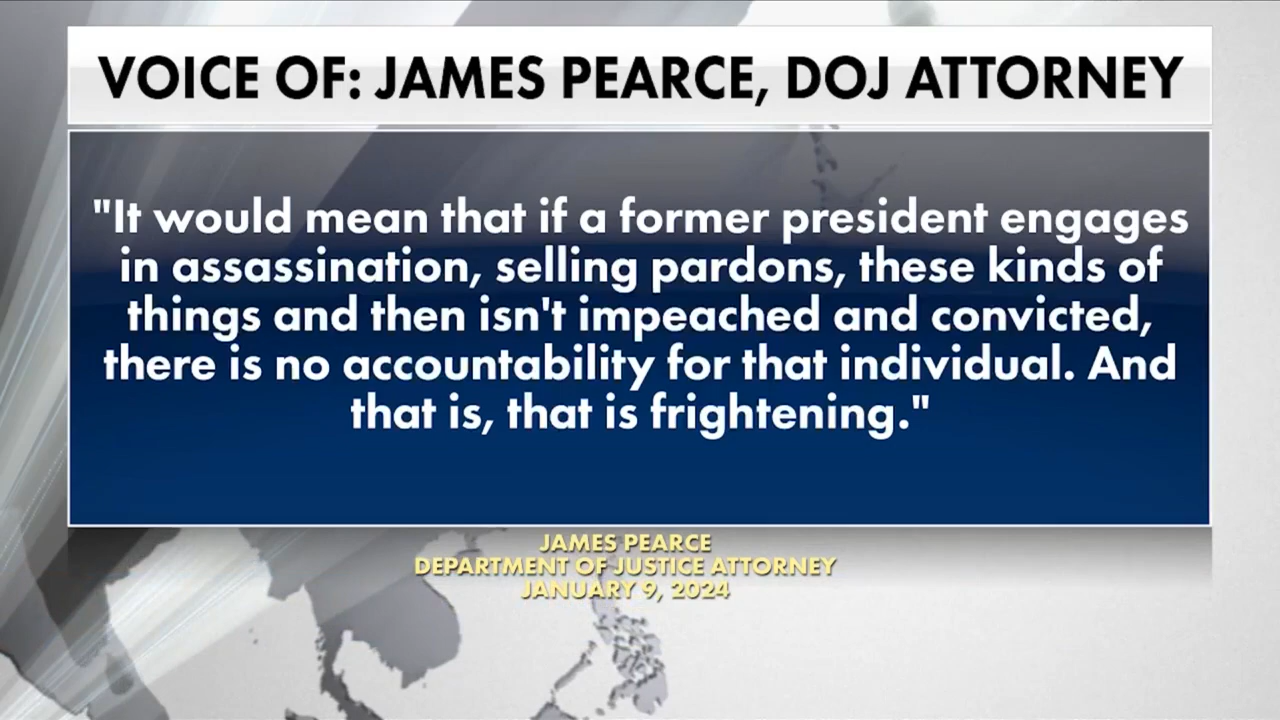 VOICE OF: JAMES PEARCE, DOJ ATTORNEY
"It would mean that if a former president engages
in assassination, selling pardons, these kinds of
things and then isn't impeached and convicted,
there is no accountability for that individual. And
that is, that is frightening."
JAMES PEARCE
DEPARTMENT OF JUSTICE ATTORNEY
JANUARY 9, 2024